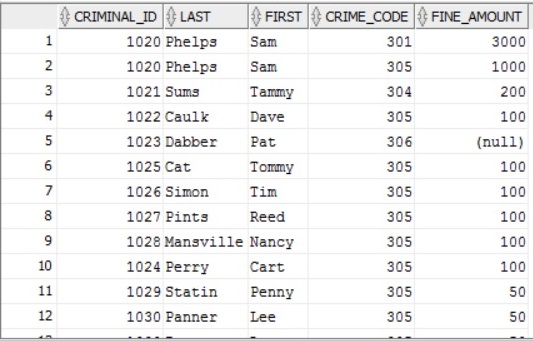 CRIMINAL_ID LAST FIRST CRIME_CODE FINE_AMOUNT
1 1020 Phelps Sam 301 3000
2 1020 Phelps Sam 305 1000
3 1021 Sums Tammy 304 200
4 1022 Caulk Dave 305 100
5 1023 Dabber Pat 306 (null)
6 1025 Cat Tommy 305 100
7 1026 Simon Tim 305 100
8 1027 Pints Reed 305 100
9 1028 Mansville Nancy 305 100
10 1024 Perry Cart 305 100
11 1029 Statin Penny 305 50
12 1030 Panner Lee 305 50